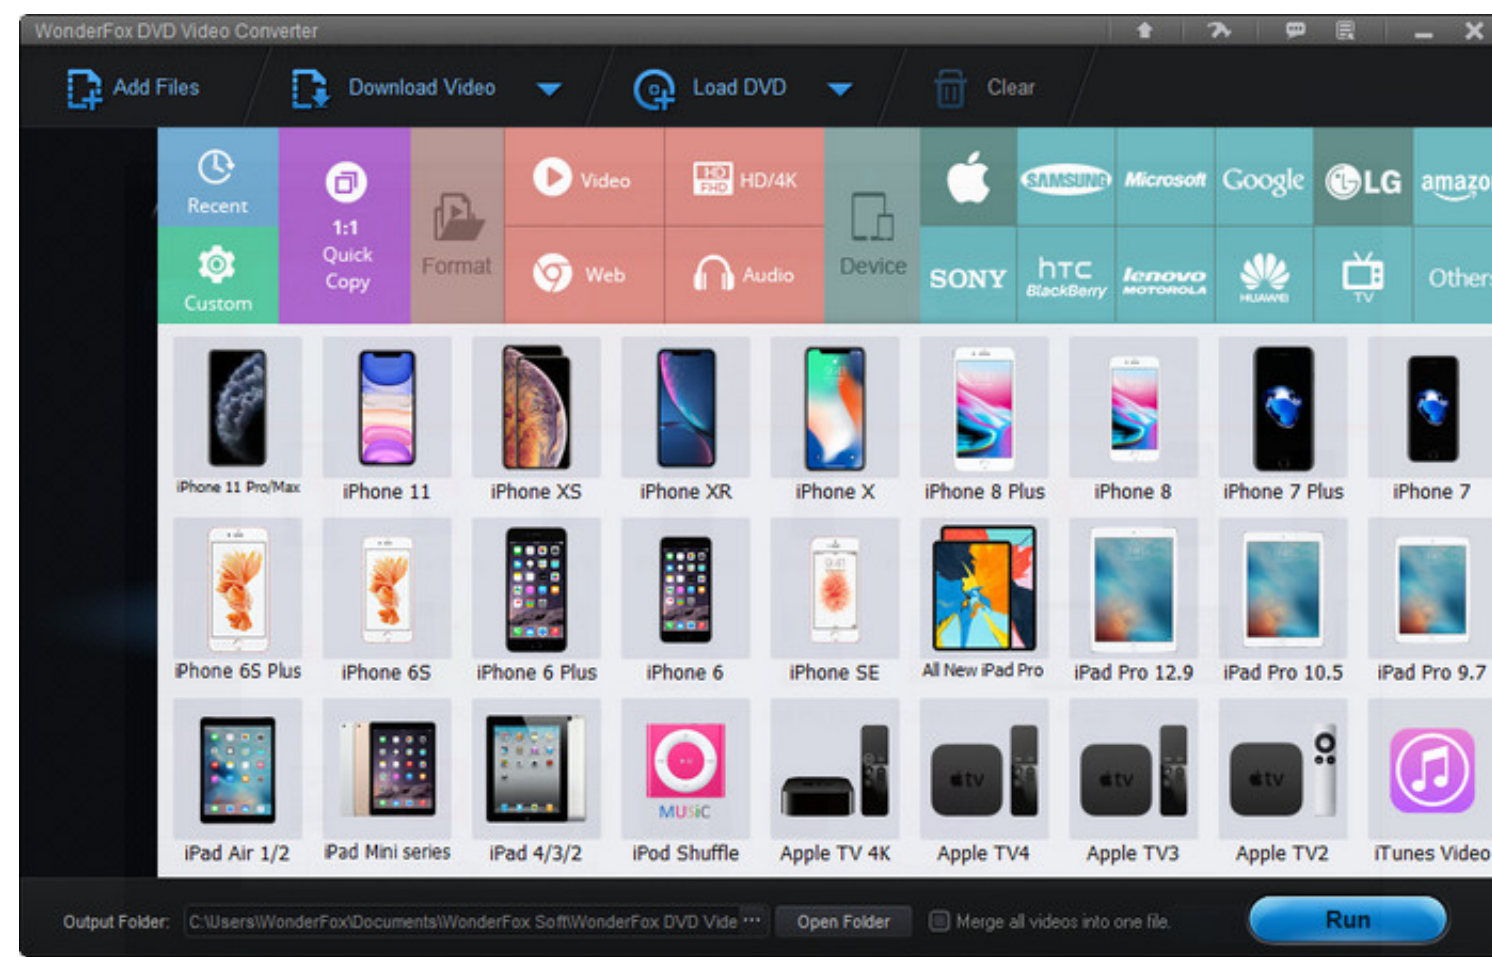 WonderFox DVD Video Converter
Add Files
Download Video
Load DVD
Clear
Recent
Custom
1:1
Quick
Copy
Format
Video
HD
FHD
HD/4K
Web
Audio
Device
SAMSUNG
Microsoft
Google
LG
amazo
SONY
hTC
BlackBerry
lenovo
MOTOROLA
HUAWEI
TV
Others
iPhone 11 Pro/Max
iPhone 11
iPhone XS
iPhone XR
iPhone X
iPhone 8 Plus
iPhone 8
iPhone 7 Plus
iPhone 7
iPhone 6S Plus
iPhone 6S
iPhone 6 Plus
iPhone 6
iPhone SE
All New iPad Pro
iPad Pro 12.9
iPad Pro 10.5
iPad Pro 9.7
MUSiC
tv
tv
tv
iPad Air 1/2
iPad Mini series
iPad 4/3/2
iPod Shuffle
Apple TV 4K
Apple TV4
Apple TV3
Apple TV2
iTunes Video
Output Folder:
C:\Users\WonderFox\Documents\WonderFox Soft\WonderFox DVD Vide ...
Open Folder
Merge all videos into one file.
Run